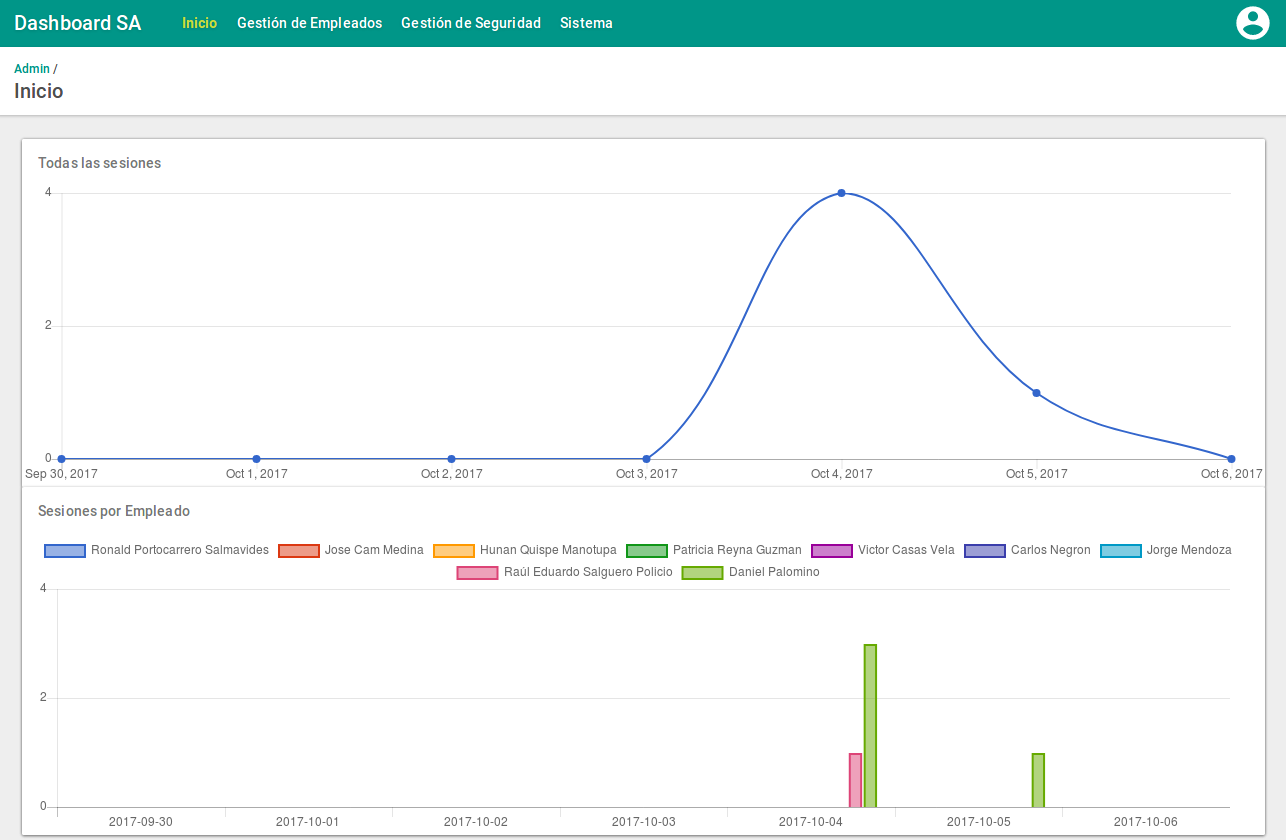 Dashboard SA Inicio Gestión de Empleados Gestión de Seguridad Sistema
Admin /
Inicio
Todas las sesiones
4
2
0
Sep 30, 2017 Oct 1, 2017 Oct 2, 2017 Oct 3, 2017 Oct 4, 2017 Oct 5, 2017 Oct 6, 2017
Sesiones por Empleado
Ronald Portocarrero Salmavides Jose Cam Medina Hunan Quispe Manotupa Patricia Reyna Guzman Victor Casas Vela Carlos Negron Jorge Mendoza
Raúl Eduardo Salguero Policio Daniel Palomino
4
2
0
2017-09-30 2017-10-01 2017-10-02 2017-10-03 2017-10-04 2017-10-05 2017-10-06